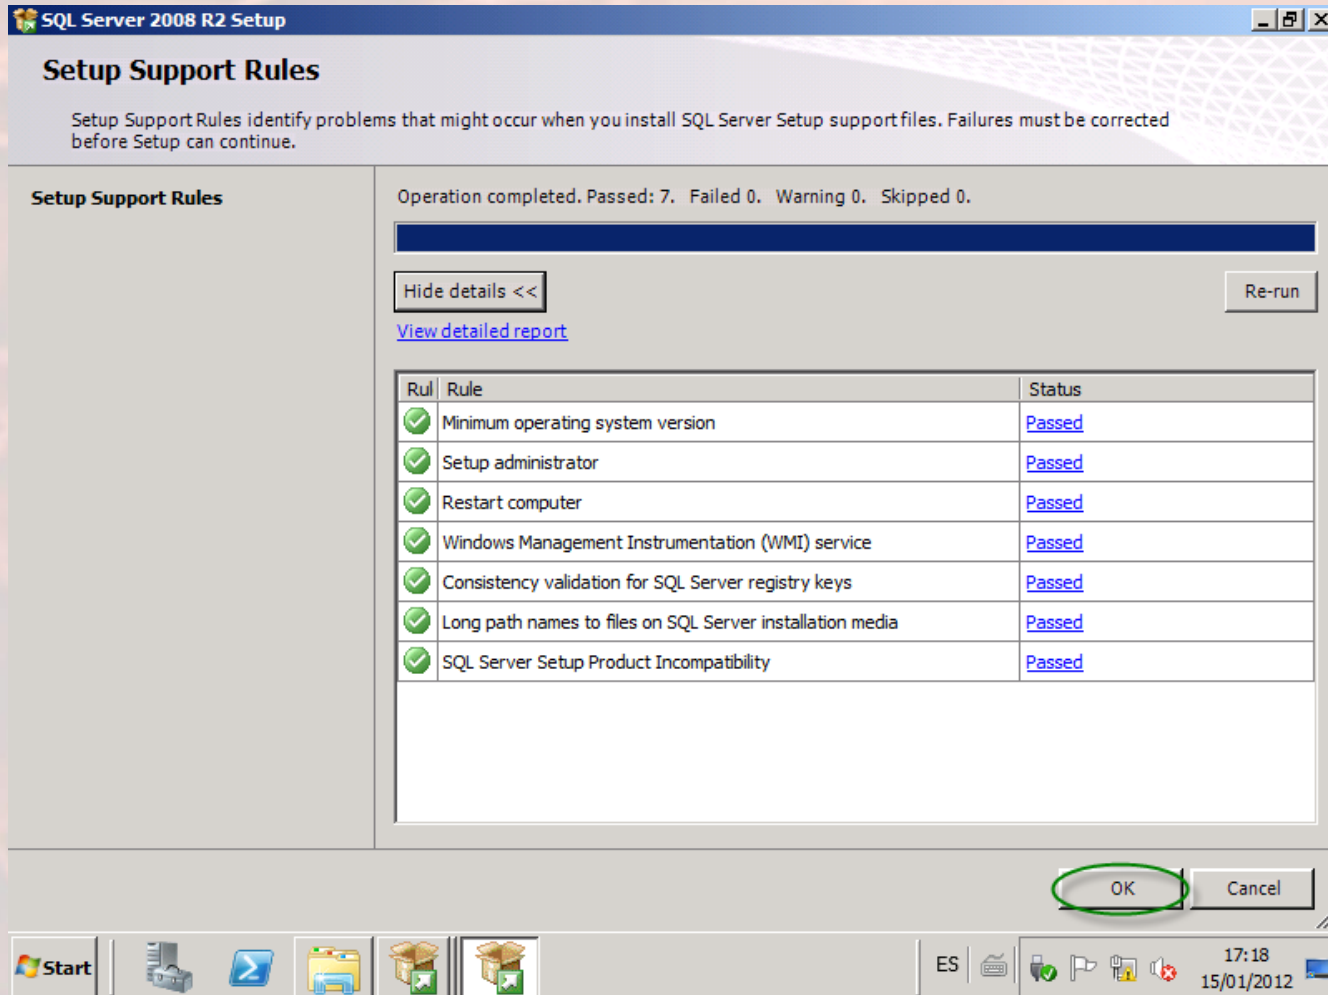 SQL Server 2008 R2 Setup
Setup Support Rules
Setup Support Rules identify problems that might occur when you install SQL Server Setup support files. Failures must be corrected
before Setup can continue.
Setup Support Rules
Operation completed. Passed: 7.   Failed 0.   Warning 0.   Skipped 0.
Hide details <<
Re-run
View detailed report
Rul Rule Status
Minimum operating system version Passed
Setup administrator Passed
Restart computer Passed
Windows Management Instrumentation (WMI) service Passed
Consistency validation for SQL Server registry keys Passed
Long path names to files on SQL Server installation media Passed
SQL Server Setup Product Incompatibility Passed
OK Cancel
Start ES 17:18
15/01/2012